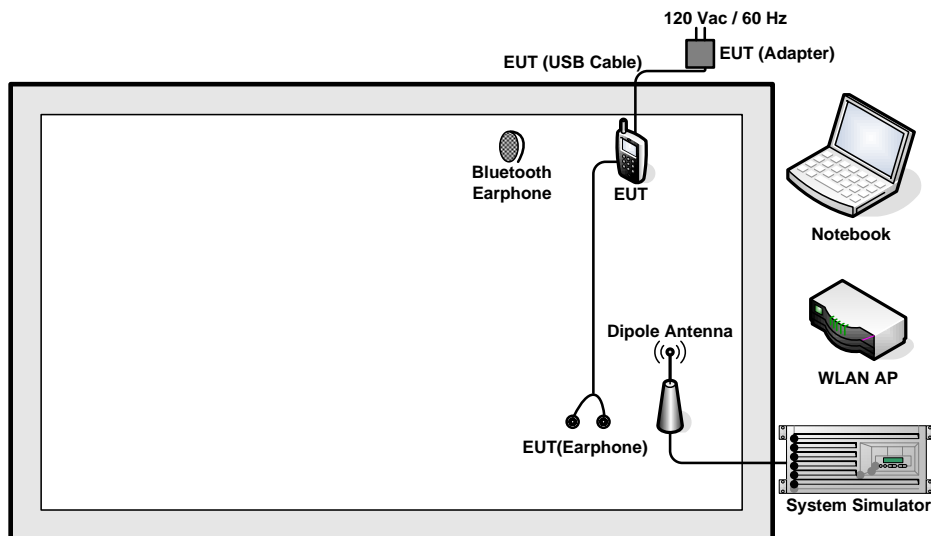 120 Vac / 60 Hz
EUT (USB Cable)
EUT (Adapter)
Bluetooth
Earphone
EUT
Notebook
Dipole Antenna
WLAN AP
EUT(Earphone)
System Simulator